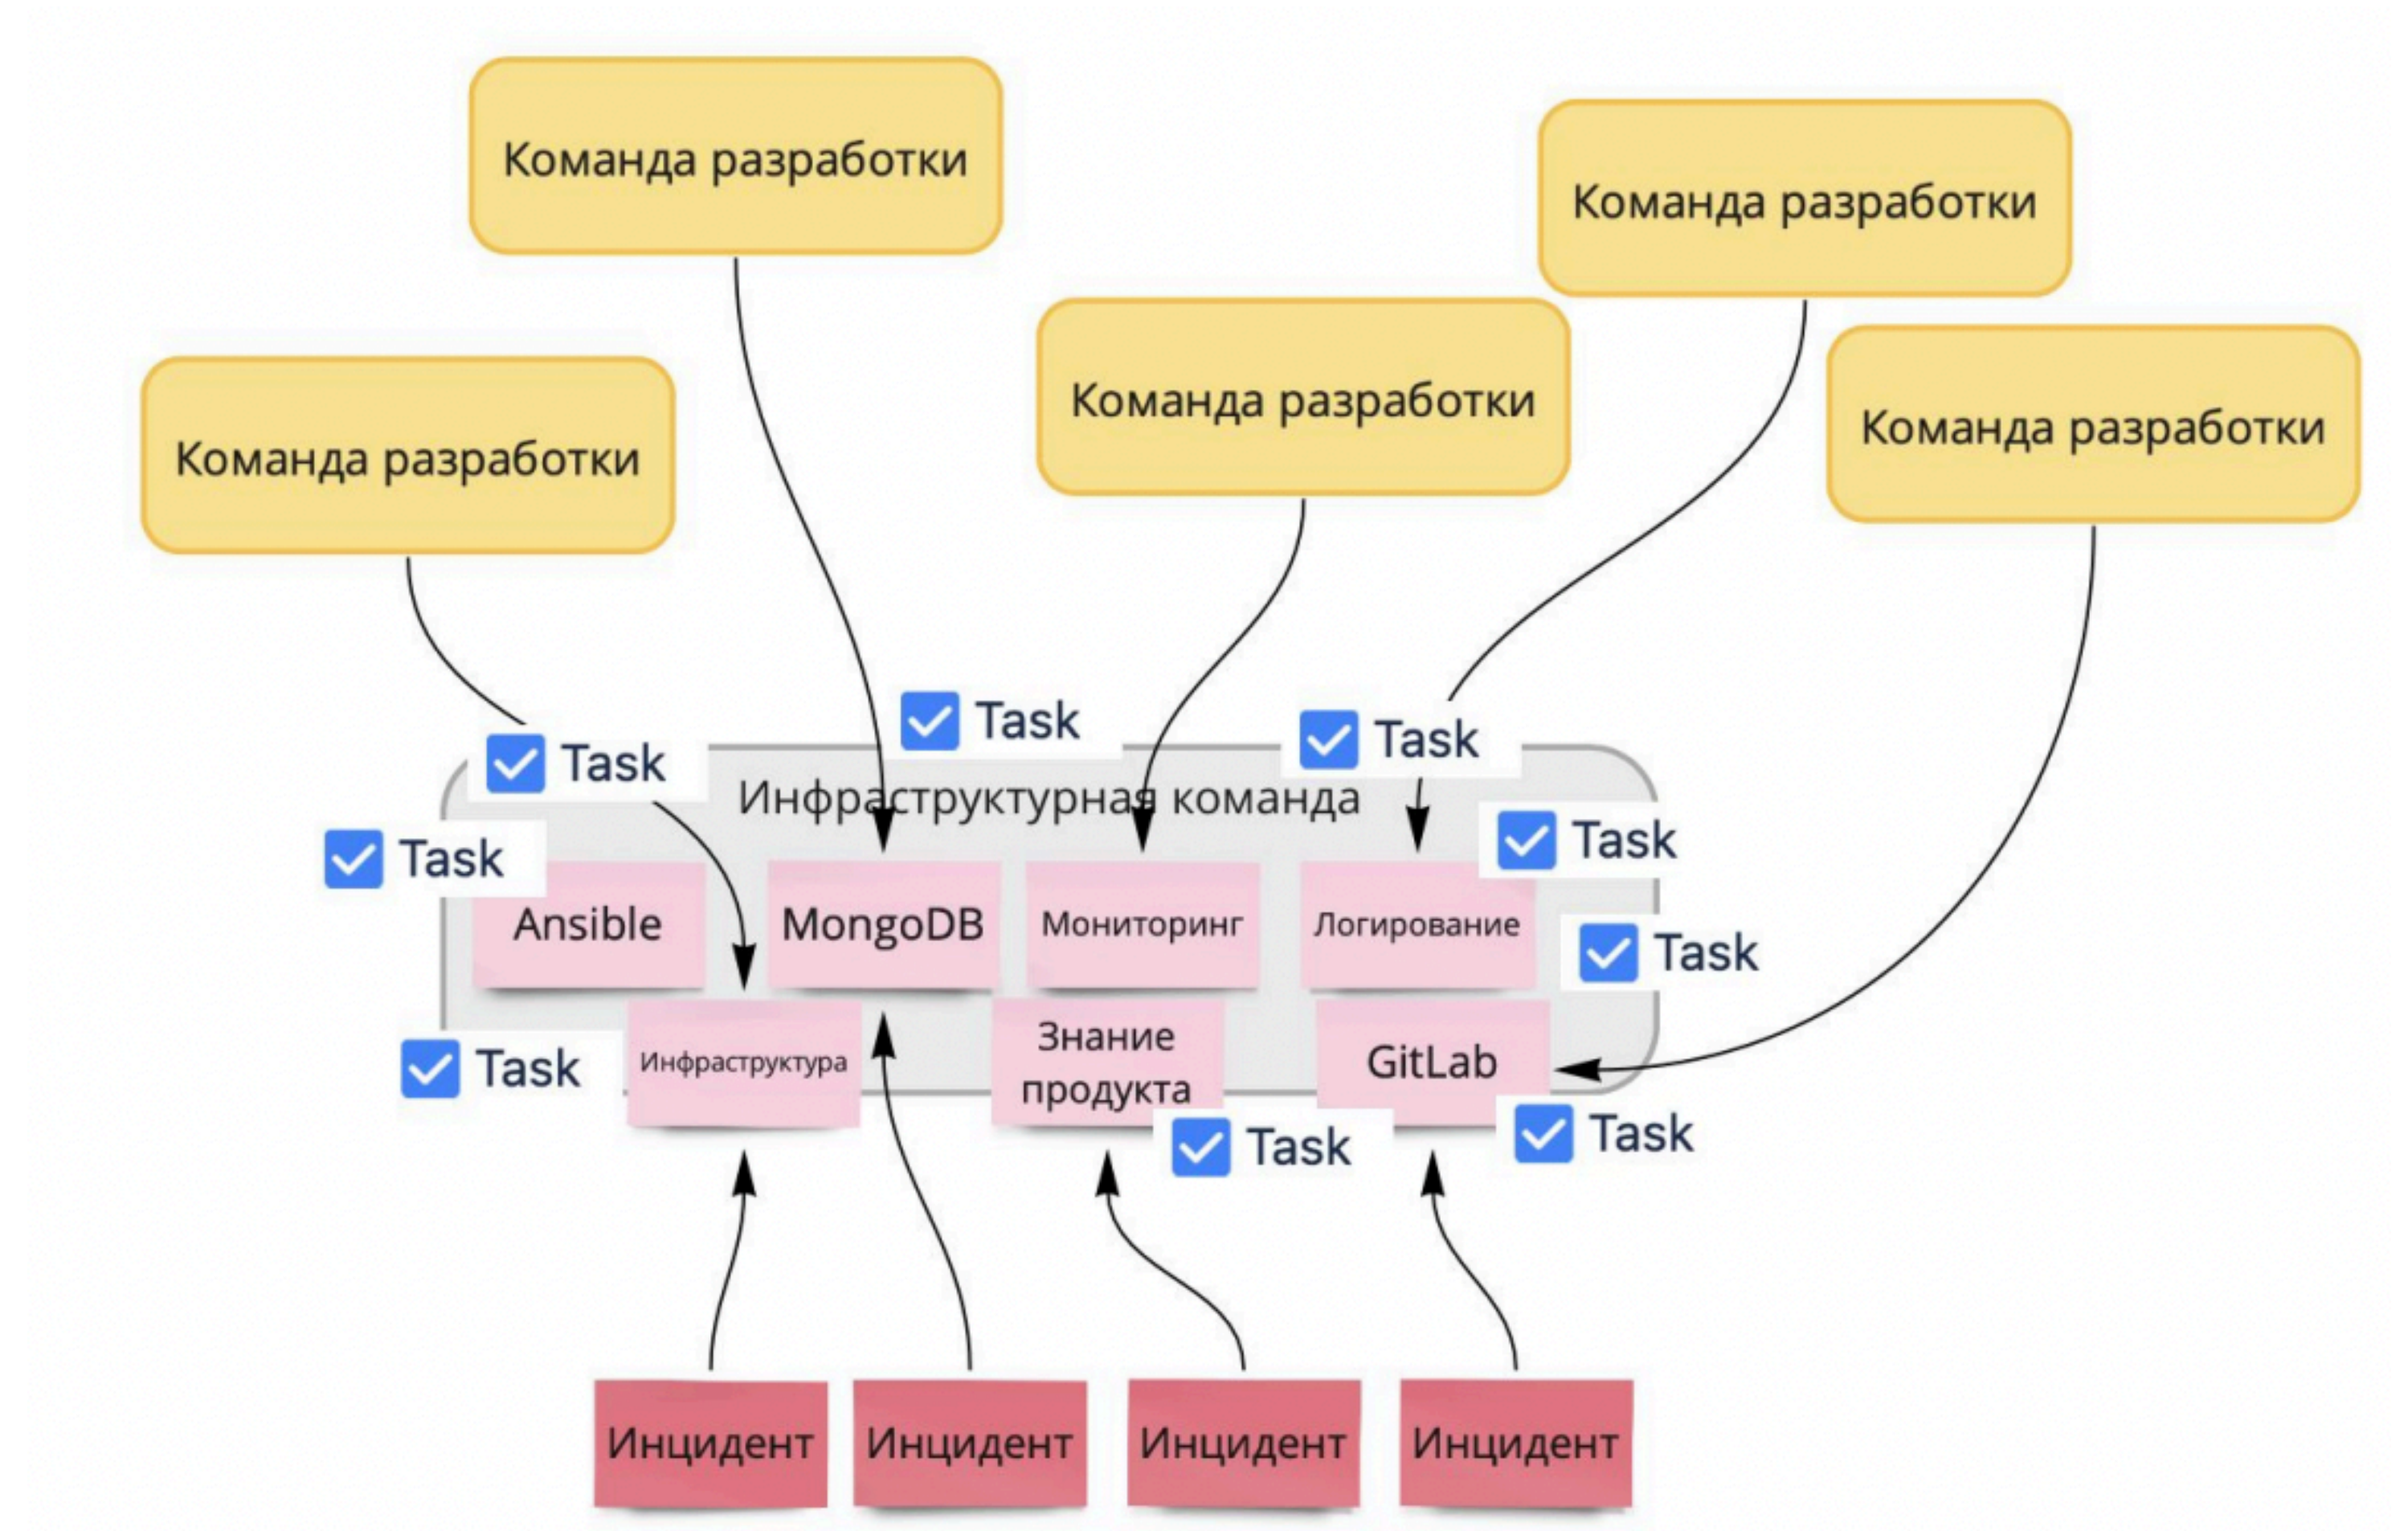 Команда разработки
Команда разработки
Команда разработки
Команда разработки
Команда разработки
Task
Task
Task
Инфраструктурная команда
Task
Task
Ansible
MongoDB
Мониторинг
Логирование
Task
Task
Инфраструктура
Знание
продукта
GitLab
Task
Task
Инцидент
Инцидент
Инцидент
Инцидент